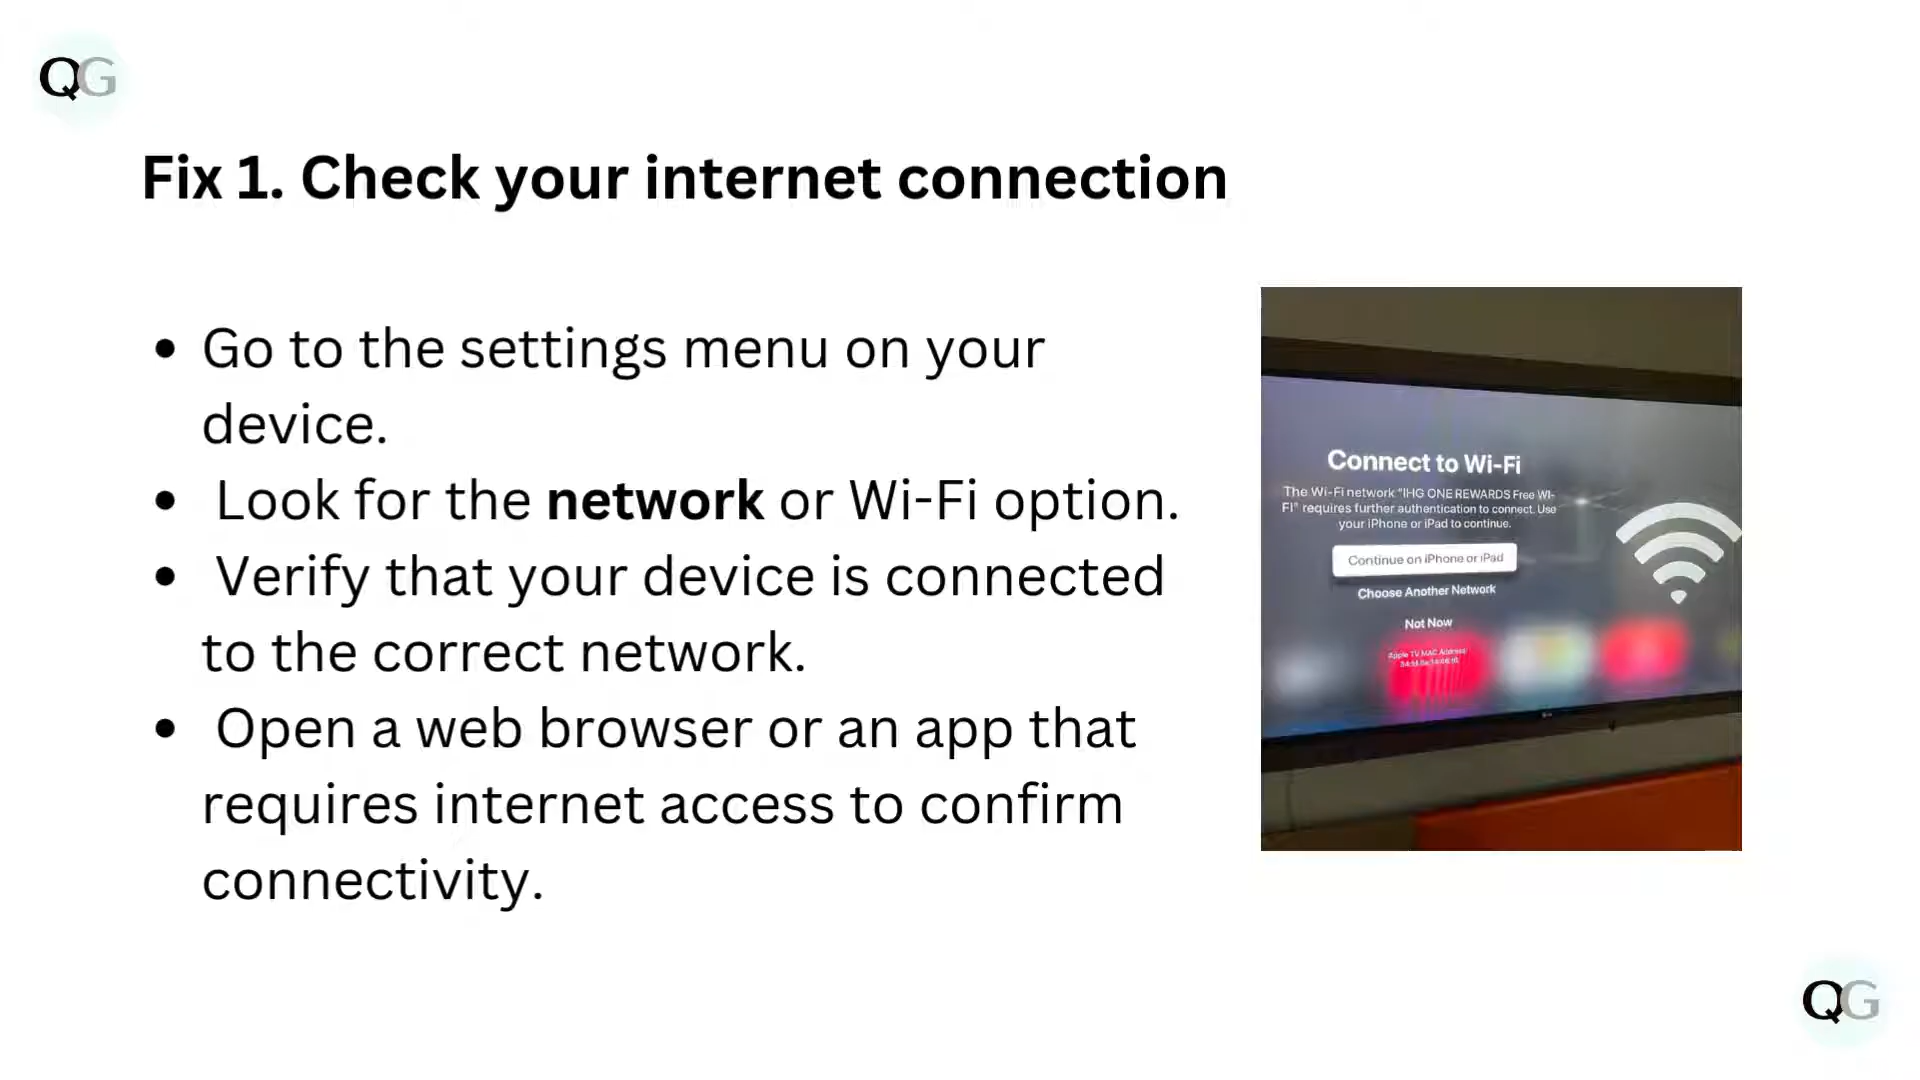 QG
Fix 1. Check your internet connection
• Go to the settings menu on your
device.
• Look for the network or Wi-Fi option.
• Verify that your device is connected
to the correct network.
• Open a web browser or an app that
requires internet access to confirm
connectivity.
Connect to Wi-Fi
The Wi-Fi network "IHG ONE REWARDS Free WI-
FI" requires further authentication to connect. Use
your iPhone or iPad to continue.
Continue on iPhone or iPad
Choose Another Network
Not Now
Apple TV MAC Address
QG